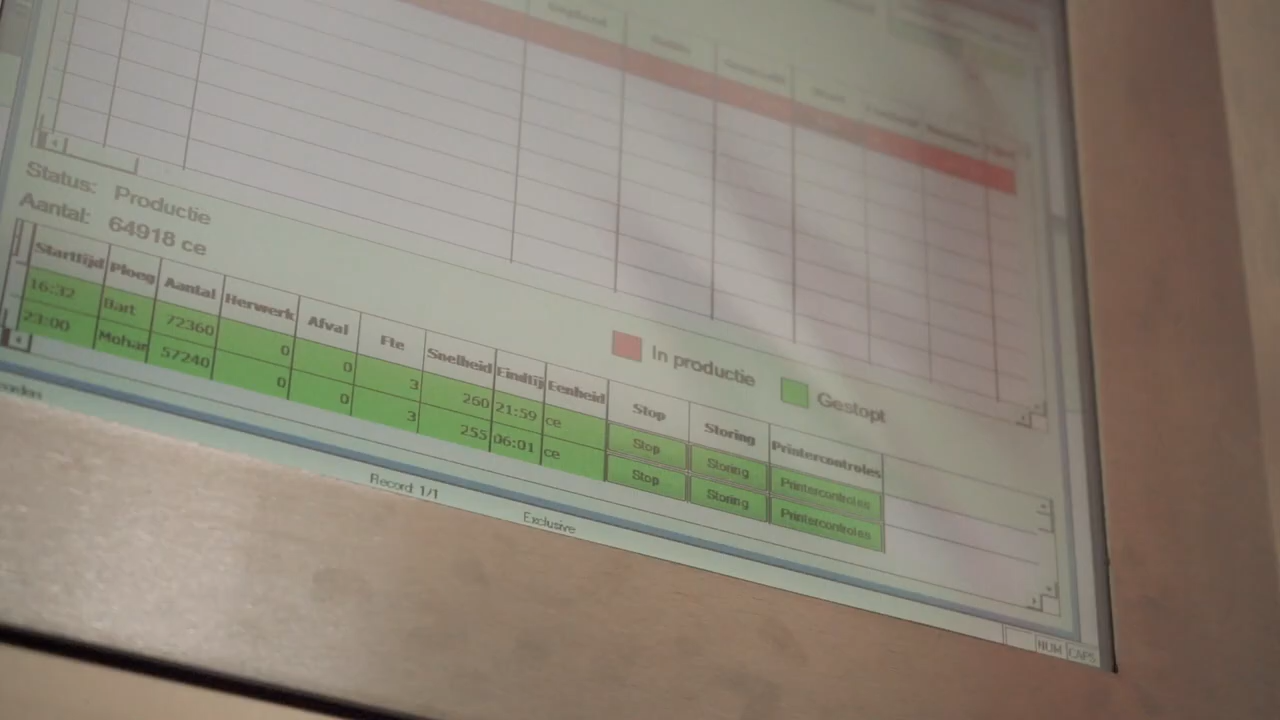 Status: Productie
Aantal: 64918 ce
In productie
Gestopt
Starttijd Ploeg Aantal Herwerk Afval Fte Snelheid Eindtij Eenheid Stop Storing Printercontroles
16:32 Bart 72360 0 0 3 260 21:59 ce Stop Storing Printercontroles
23:00 Mohar 57240 0 0 3 255 06:01 ce Stop Storing Printercontroles
Record: 1/1
Exclusive
NUM CAPS